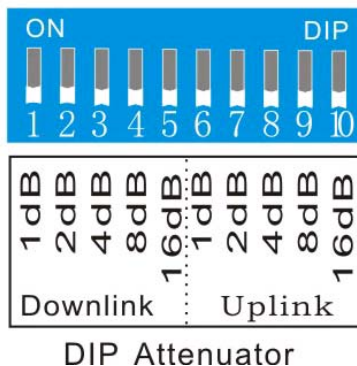 ON DIP
1 2 3 4 5 6 7 8 9 10
1dB 2dB 4dB 8dB 16dB 1dB 2dB 4dB 8dB 16dB
Downlink Uplink
DIP Attenuator